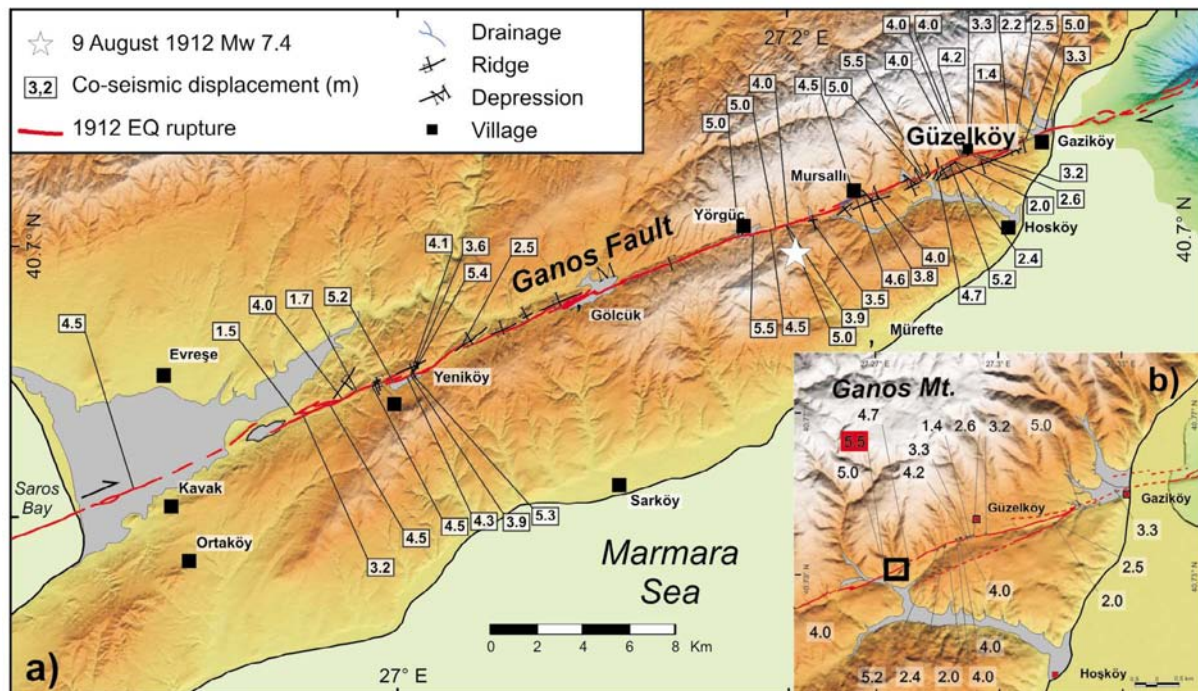 9 August 1912 Mw 7.4
3,2 Co-seismic displacement (m)
1912 EQ rupture
Drainage
Ridge
Depression
Village
27.2° E
4.0 4.0 3.3 2.2 2.5 5.0
5.5 4.0 4.2 1.4 3.3
4.0 4.5 5.0
5.0 5.0
Güzelköy
Gaziköy
Mursallı
Yörgüç
Hosköy
3.2
2.6
2.0
2.4
5.2
4.7
4.0
3.8
4.6
3.5
3.9
5.0
4.5
5.5
40.7° N
40.7° N
Ganos Fault
Gölcük
Mürefte
4.1 3.6 2.5
5.4
4.0 1.7 5.2
1.5
4.5
Evreşe
Yeniköy
Saros
Bay
Kavak
Ortaköy
Sarköy
3.2 4.5 4.5 4.3 3.9 5.3
Marmara
Sea
0 2 4 6 8 Km
27° E
a)
b)
27.27° E 27.3° E
Ganos Mt.
4.7
5.5
5.0
4.2
3.3
1.4 2.6 3.2 5.0
Güzelköy
Gaziköy
3.3
2.5
2.0
4.0
4.0
4.0
5.2 2.4 2.0 4.0
Hoşköy